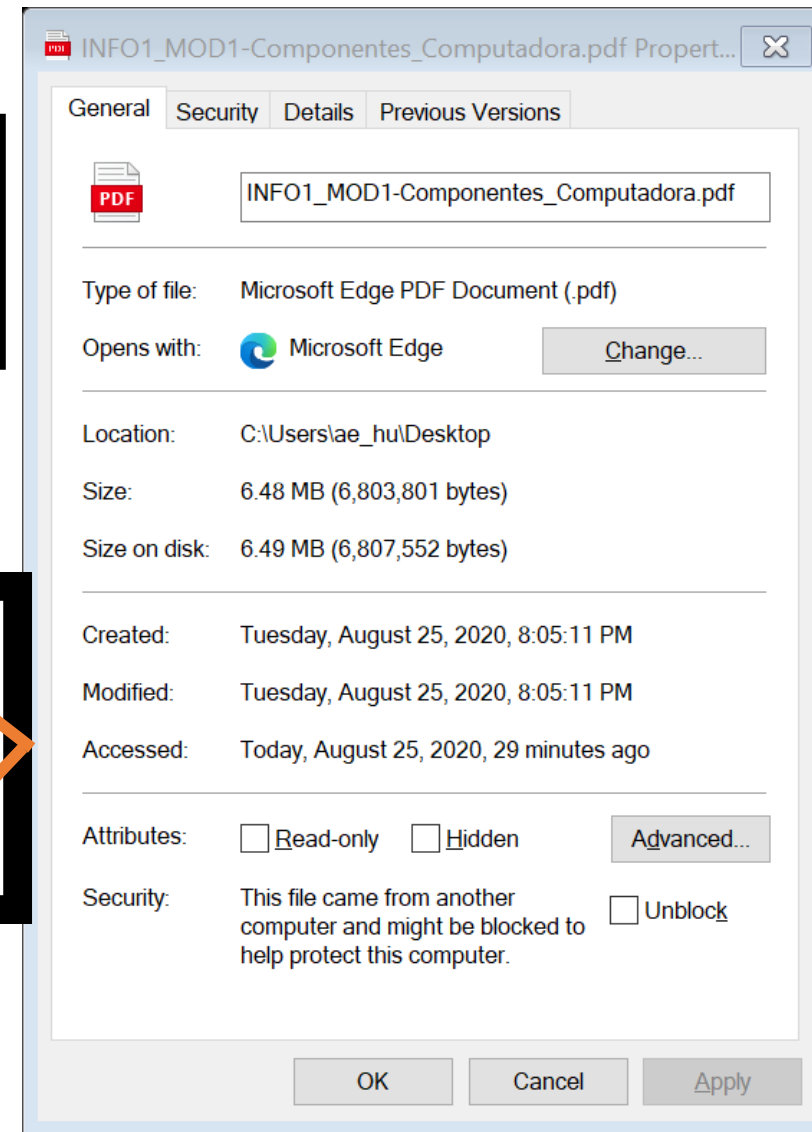 INFO1_MOD1-Componentes_Computadora.pdf Propert...
General Security Details Previous Versions
PDF INFO1_MOD1-Componentes_Computadora.pdf
Type of file: Microsoft Edge PDF Document (.pdf)
Opens with: Microsoft Edge Change...
Location: C:\Users\ae_hu\Desktop
Size: 6.48 MB (6,803,801 bytes)
Size on disk: 6.49 MB (6,807,552 bytes)
Created: Tuesday, August 25, 2020, 8:05:11 PM
Modified: Tuesday, August 25, 2020, 8:05:11 PM
Accessed: Today, August 25, 2020, 29 minutes ago
Attributes: Read-only Hidden Advanced...
Security: This file came from another
computer and might be blocked to Unblock
help protect this computer.
OK Cancel Apply